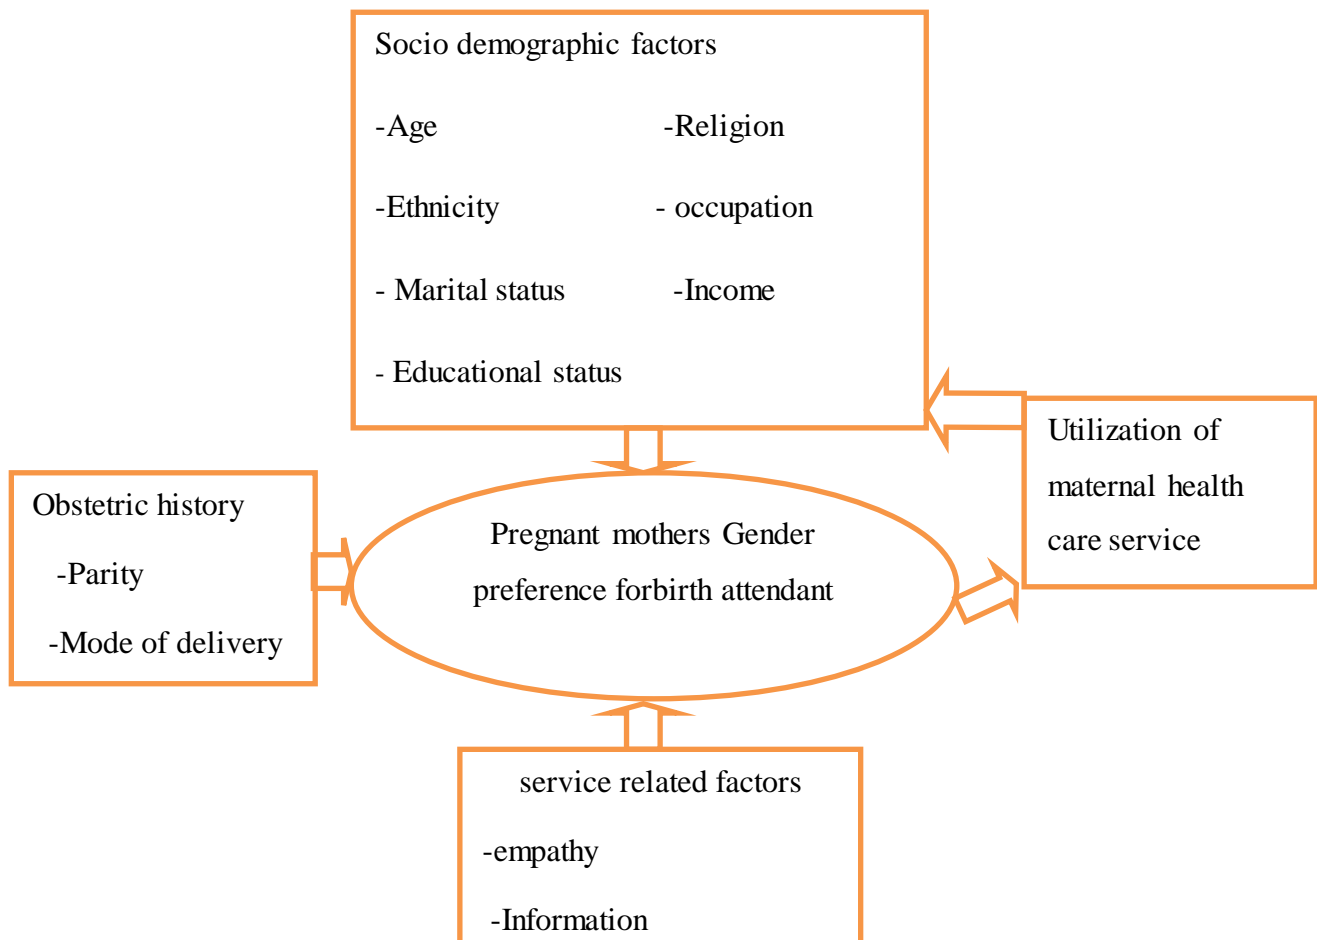 Socio demographic factors
-Age -Religion
-Ethnicity - occupation
- Marital status -Income
- Educational status
Utilization of
maternal health
care service
Obstetric history
-Parity
-Mode of delivery
Pregnant mothers Gender
preference forbirth attendant
service related factors
-empathy
-Information